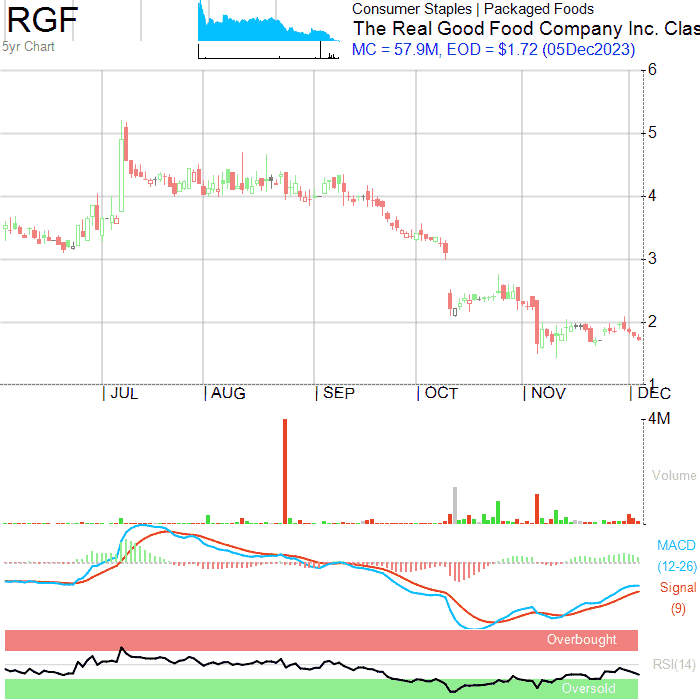 RGF
5yr Chart
Consumer Staples | Packaged Foods
The Real Good Food Company Inc. Clas
MC = 57.9M, EOD = $1.72 (05Dec2023)
6
5
4
3
2
1
JUL
AUG
SEP
OCT
NOV
DEC
4M
Volume
MACD
(12-26)
Signal
(9)
Overbought
RSI(14)
Oversold